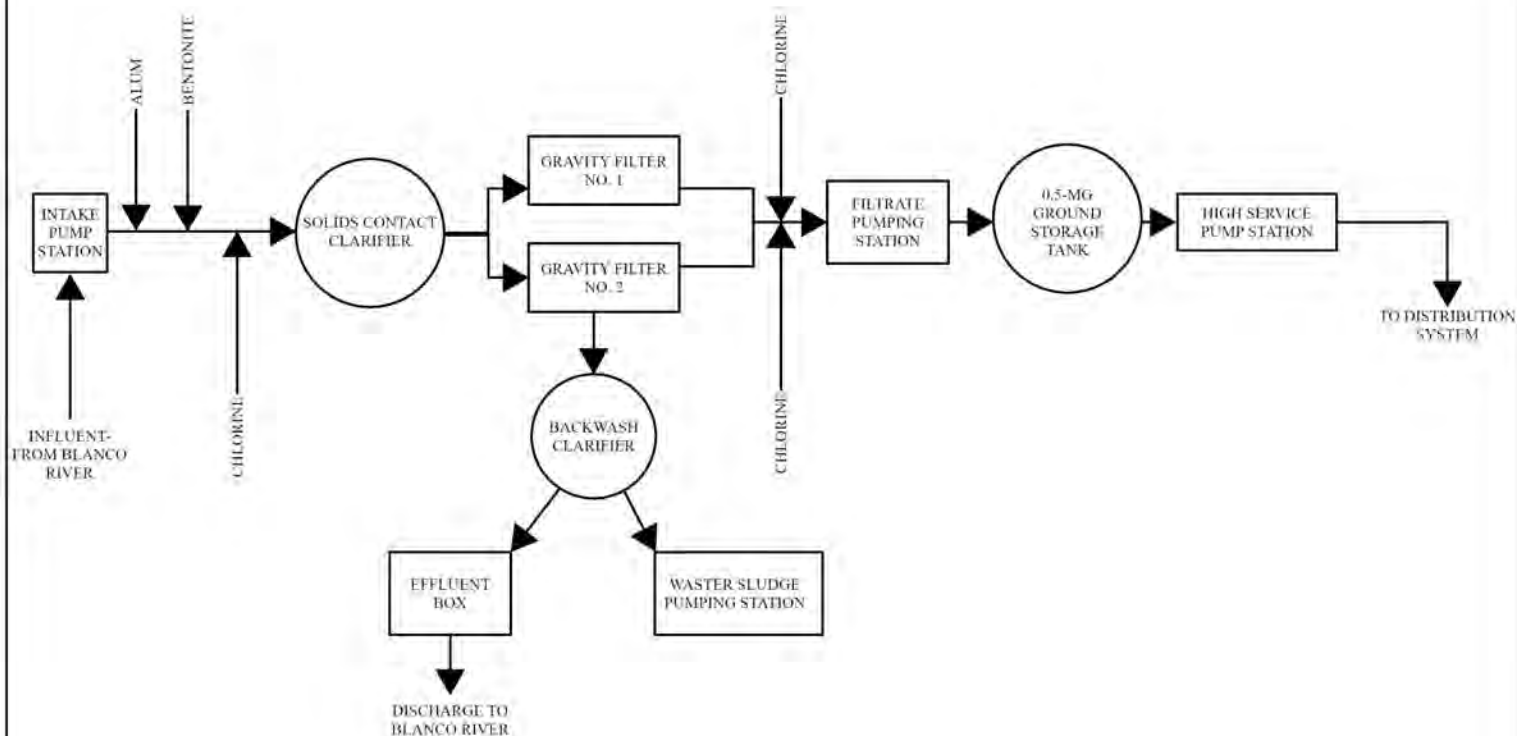 ALUM
BENTONITE
CHLORINE
INTAKE
PUMP
STATION
SOLIDS CONTACT
CLARIFIER
GRAVITY FILTER
NO. 1
GRAVITY FILTER
NO. 2
FILTRATE
PUMPING
STATION
0.5-MG
GROUND
STORAGE
TANK
HIGH SERVICE
PUMP STATION
TO DISTRIBUTION
SYSTEM
INFLUENT-
FROM BLANCO
RIVER
CHLORINE
BACKWASH
CLARIFIER
CHLORINE
EFFLUENT
BOX
WASTER SLUDGE
PUMPING STATION
DISCHARGE TO
BLANCO RIVER